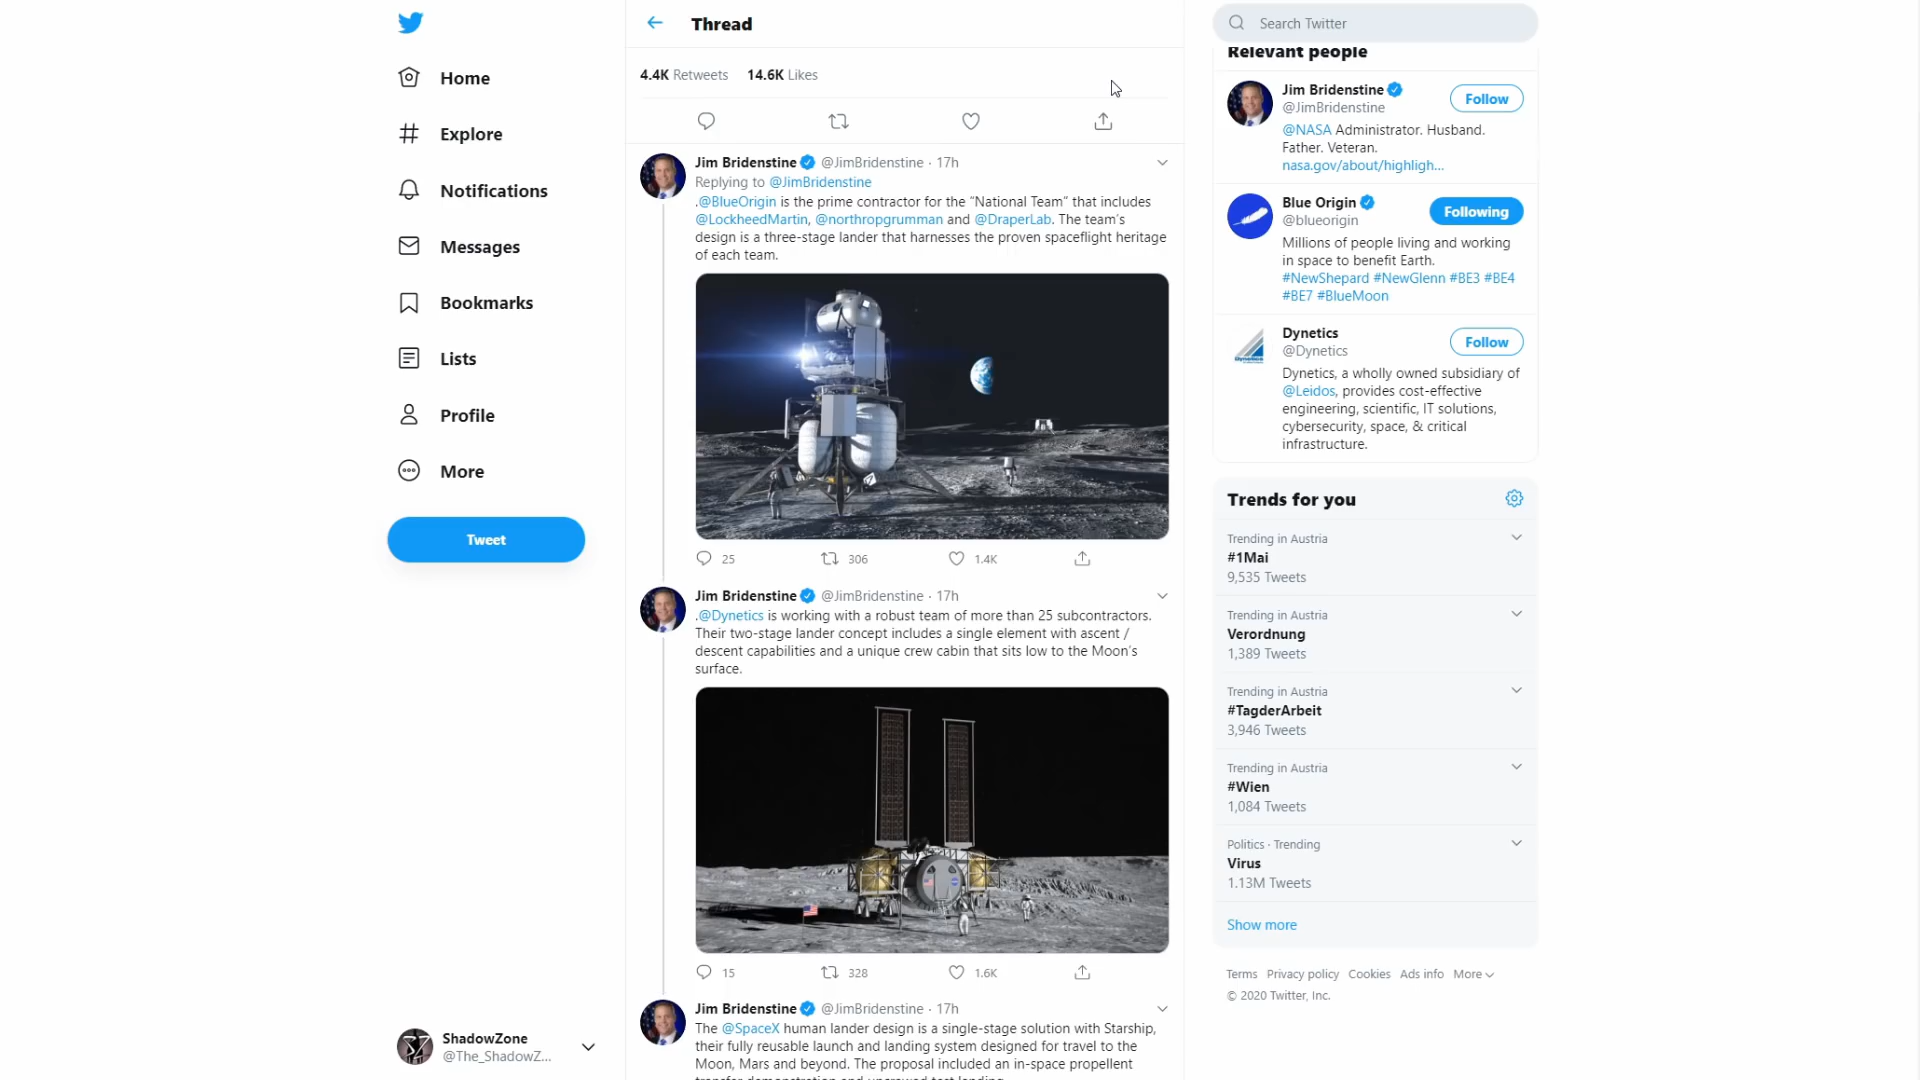 Home
Explore
Notifications
Messages
Bookmarks
Lists
Profile
More
Tweet
ShadowZone
@The_ShadowZ...
Thread
4.4K Retweets 14.6K Likes
Jim Bridenstine @JimBridenstine · 17h
Replying to @JimBridenstine
.@BlueOrigin is the prime contractor for the “National Team” that includes
@LockheedMartin, @northropgrumman and @DraperLab. The team’s
design is a three-stage lander that harnesses the proven spaceflight heritage
of each team.
25 306 1.4K
Jim Bridenstine @JimBridenstine · 17h
.@Dynetics is working with a robust team of more than 25 subcontractors.
Their two-stage lander concept includes a single element with ascent /
descent capabilities and a unique crew cabin that sits low to the Moon’s
surface.
15 328 1.6K
Jim Bridenstine @JimBridenstine · 17h
The @SpaceX human lander design is a single-stage solution with Starship,
their fully reusable launch and landing system designed for travel to the
Moon, Mars and beyond. The proposal included an in-space propellent
transfer demonstration and uncrewed test landing.
Search Twitter
Relevant people
Jim Bridenstine
@JimBridenstine
Follow
@NASA Administrator. Husband.
Father. Veteran.
nasa.gov/about/highligh...
Blue Origin
@blueorigin
Following
Millions of people living and working
in space to benefit Earth.
#NewShepard #NewGlenn #BE3 #BE4
#BE7 #BlueMoon
Dynetics
@Dynetics
Follow
Dynetics, a wholly owned subsidiary of
@Leidos, provides cost-effective
engineering, scientific, IT solutions,
cybersecurity, space, & critical
infrastructure.
Trends for you
Trending in Austria
#1Mai
9,535 Tweets
Trending in Austria
Verordnung
1,389 Tweets
Trending in Austria
#TagderArbeit
3,946 Tweets
Trending in Austria
#Wien
1,084 Tweets
Politics · Trending
Virus
1.13M Tweets
Show more
Terms Privacy policy Cookies Ads info More
© 2020 Twitter, Inc.